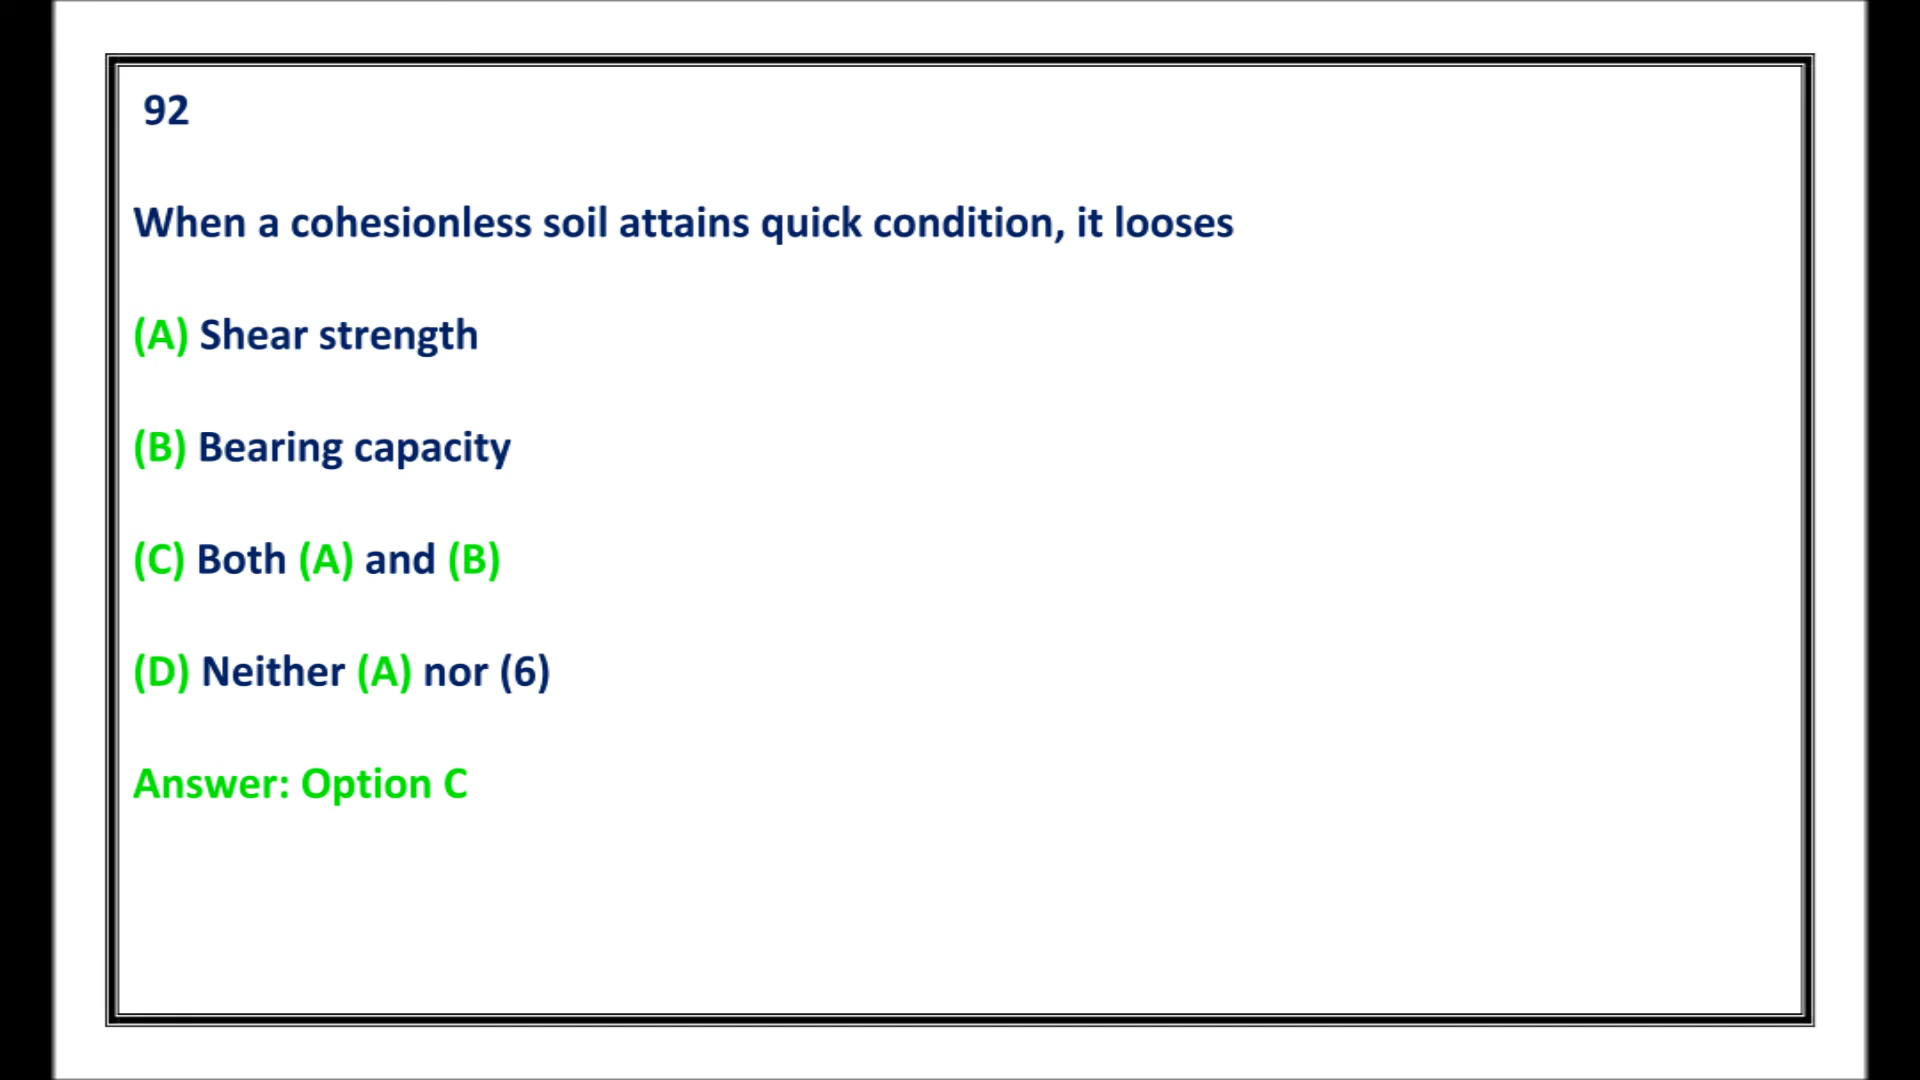 92
When a cohesionless soil attains quick condition, it looses
(A) Shear strength
(B) Bearing capacity
(C) Both (A) and (B)
(D) Neither (A) nor (6)
Answer: Option C